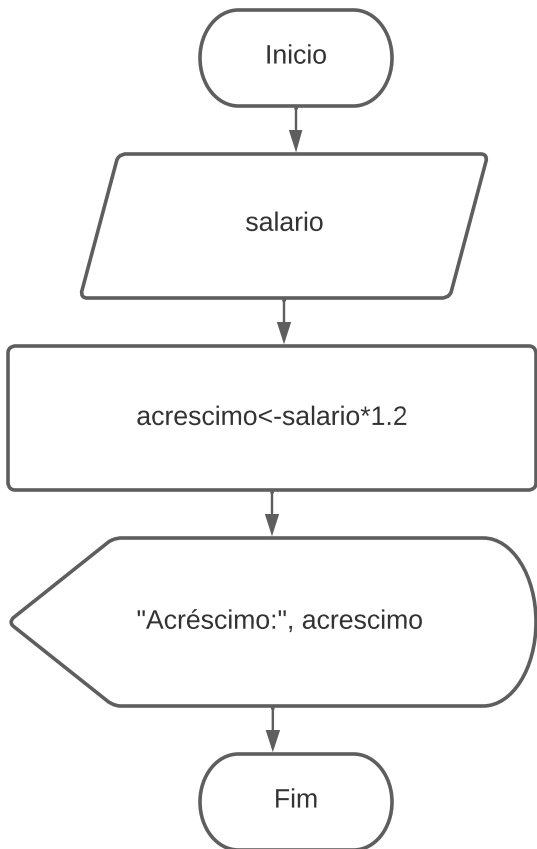 Inicio
salario
acrescimo<-salario*1.2
"Acréscimo:", acrescimo
Fim